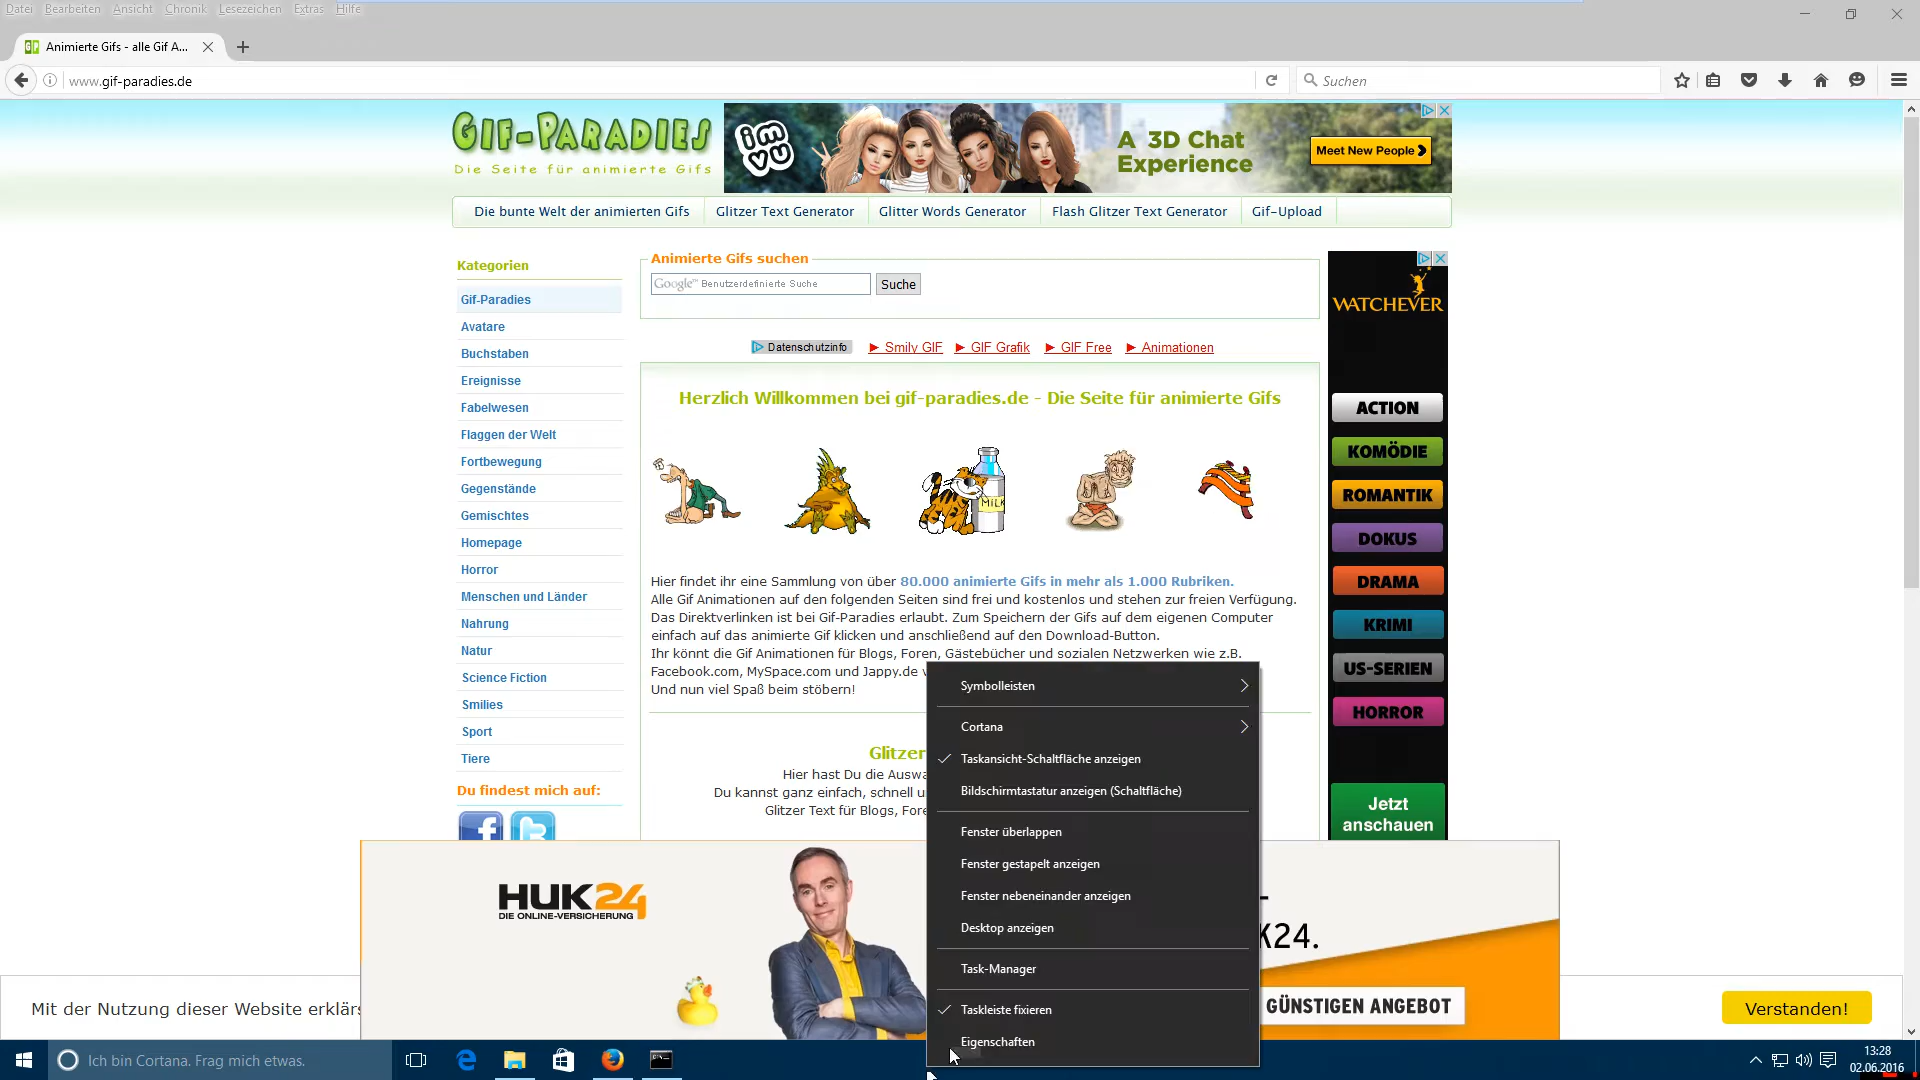 Datei Bearbeiten Ansicht Chronik Lesezeichen Extras Hilfe
GP Animierte Gifs - alle Gif A...
www.gif-paradies.de
Suchen
GIF-PARADIES
Die Seite für animierte Gifs
imvu
A 3D Chat
Experience
Meet New People
Die bunte Welt der animierten Gifs
Glitzer Text Generator
Glitter Words Generator
Flash Glitzer Text Generator
Gif-Upload
Kategorien
Gif-Paradies
Avatare
Buchstaben
Ereignisse
Fabelwesen
Flaggen der Welt
Fortbewegung
Gegenstände
Gemischtes
Homepage
Horror
Menschen und Länder
Nahrung
Natur
Science Fiction
Smilies
Sport
Tiere
Du findest mich auf:
Animierte Gifs suchen
Google™ Benutzerdefinierte Suche
Suche
Datenschutzinfo
► Smily GIF
► GIF Grafik
► GIF Free
► Animationen
Herzlich Willkommen bei gif-paradies.de - Die Seite für animierte Gifs
MILK
Hier findet ihr eine Sammlung von über 80.000 animierte Gifs in mehr als 1.000 Rubriken.
Alle Gif Animationen auf den folgenden Seiten sind frei und kostenlos und stehen zur freien Verfügung.
Das Direktverlinken ist bei Gif-Paradies erlaubt. Zum Speichern der Gifs auf dem eigenen Computer
einfach auf das animierte Gif klicken und anschließend auf den Download-Button.
Ihr könnt die Gif Animationen für Blogs, Foren, Gästebücher und sozialen Netzwerken wie z.B.
Facebook.com, MySpace.com und Jappy.de
Und nun viel Spaß beim stöbern!
Glitzer
Hier hast Du die Auswa
Du kannst ganz einfach, schnell u
Glitzer Text für Blogs, Fore
WATCHEVER
ACTION
KOMÖDIE
ROMANTIK
DOKUS
DRAMA
KRIMI
US-SERIEN
HORROR
Jetzt
anschauen
Symbolleisten
Cortana
Taskansicht-Schaltfläche anzeigen
Bildschirmtastatur anzeigen (Schaltfläche)
Fenster überlappen
Fenster gestapelt anzeigen
Fenster nebeneinander anzeigen
Desktop anzeigen
Task-Manager
Taskleiste fixieren
Eigenschaften
HUK24
DIE ONLINE-VERSICHERUNG
K24.
GÜNSTIGEN ANGEBOT
Mit der Nutzung dieser Website erklärs
Verstanden!
Ich bin Cortana. Frag mich etwas.
13:28
02.06.2016